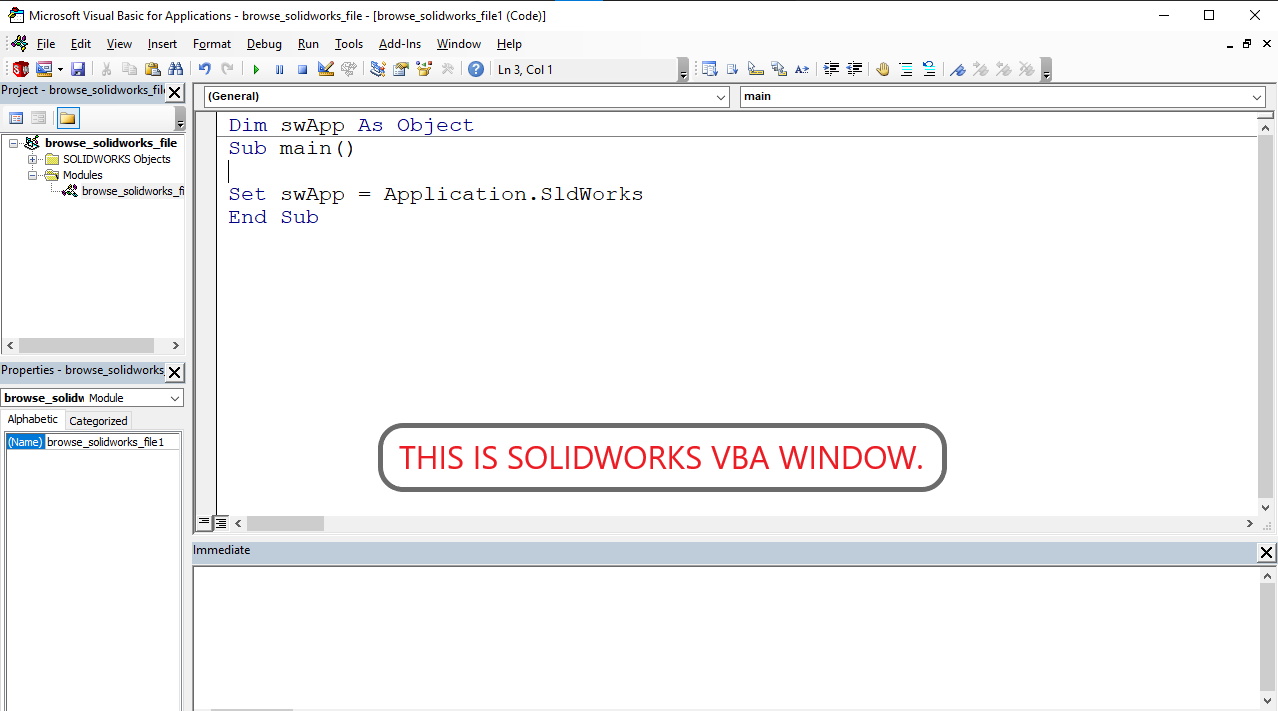 Microsoft Visual Basic for Applications - browse_solidworks_file - [browse_solidworks_file1 (Code)]
File Edit View Insert Format Debug Run Tools Add-Ins Window Help
Ln 3, Col 1
Project - browse_solidworks_fil
browse_solidworks_file
SOLIDWORKS Objects
Modules
browse_solidworks_fi
(General)
main
Dim swApp As Object
Sub main()
Set swApp = Application.SldWorks
End Sub
Properties - browse_solidworks
browse_solidw Module
Alphabetic Categorized
(Name) browse_solidworks_file1
THIS IS SOLIDWORKS VBA WINDOW.
Immediate